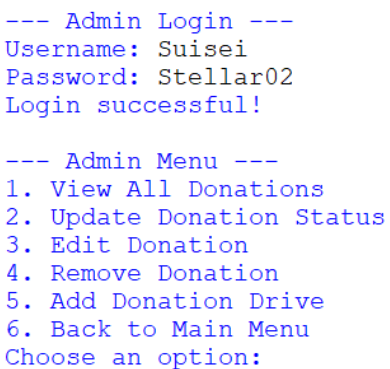 --- Admin Login ---
Username: Suisei
Password: Stellar02
Login successful!
--- Admin Menu ---
1. View All Donations
2. Update Donation Status
3. Edit Donation
4. Remove Donation
5. Add Donation Drive
6. Back to Main Menu
Choose an option: